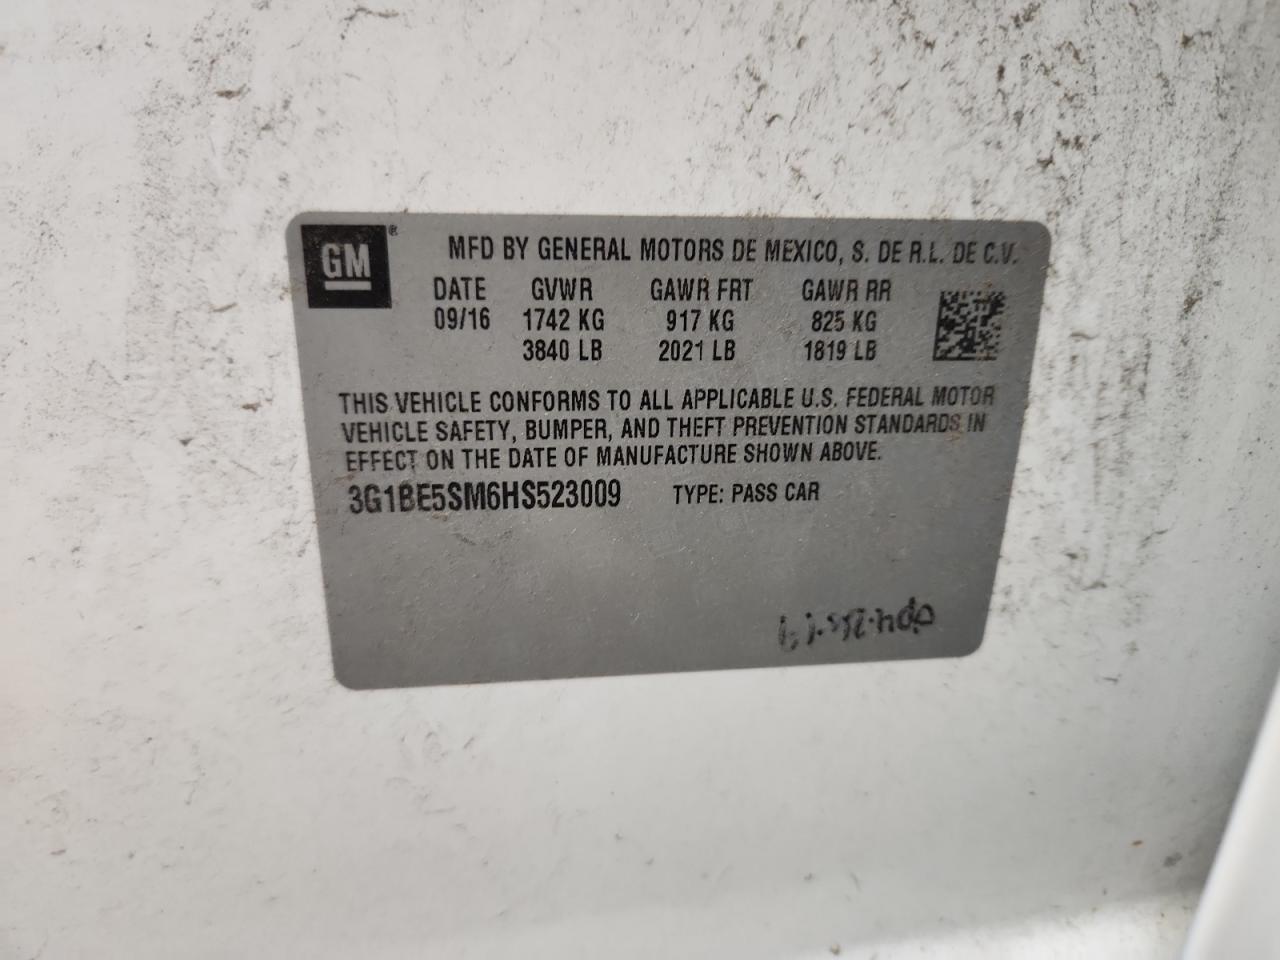 GM®
MFD BY GENERAL MOTORS DE MEXICO, S. DE R.L. DE C.V.
DATE GVWR GAWR FRT GAWR RR
09/16 1742 KG 917 KG 825 KG
3840 LB 2021 LB 1819 LB
THIS VEHICLE CONFORMS TO ALL APPLICABLE U.S. FEDERAL MOTOR
VEHICLE SAFETY, BUMPER, AND THEFT PREVENTION STANDARDS IN
EFFECT ON THE DATE OF MANUFACTURE SHOWN ABOVE.
3G1BE5SM6HS523009 TYPE: PASS CAR